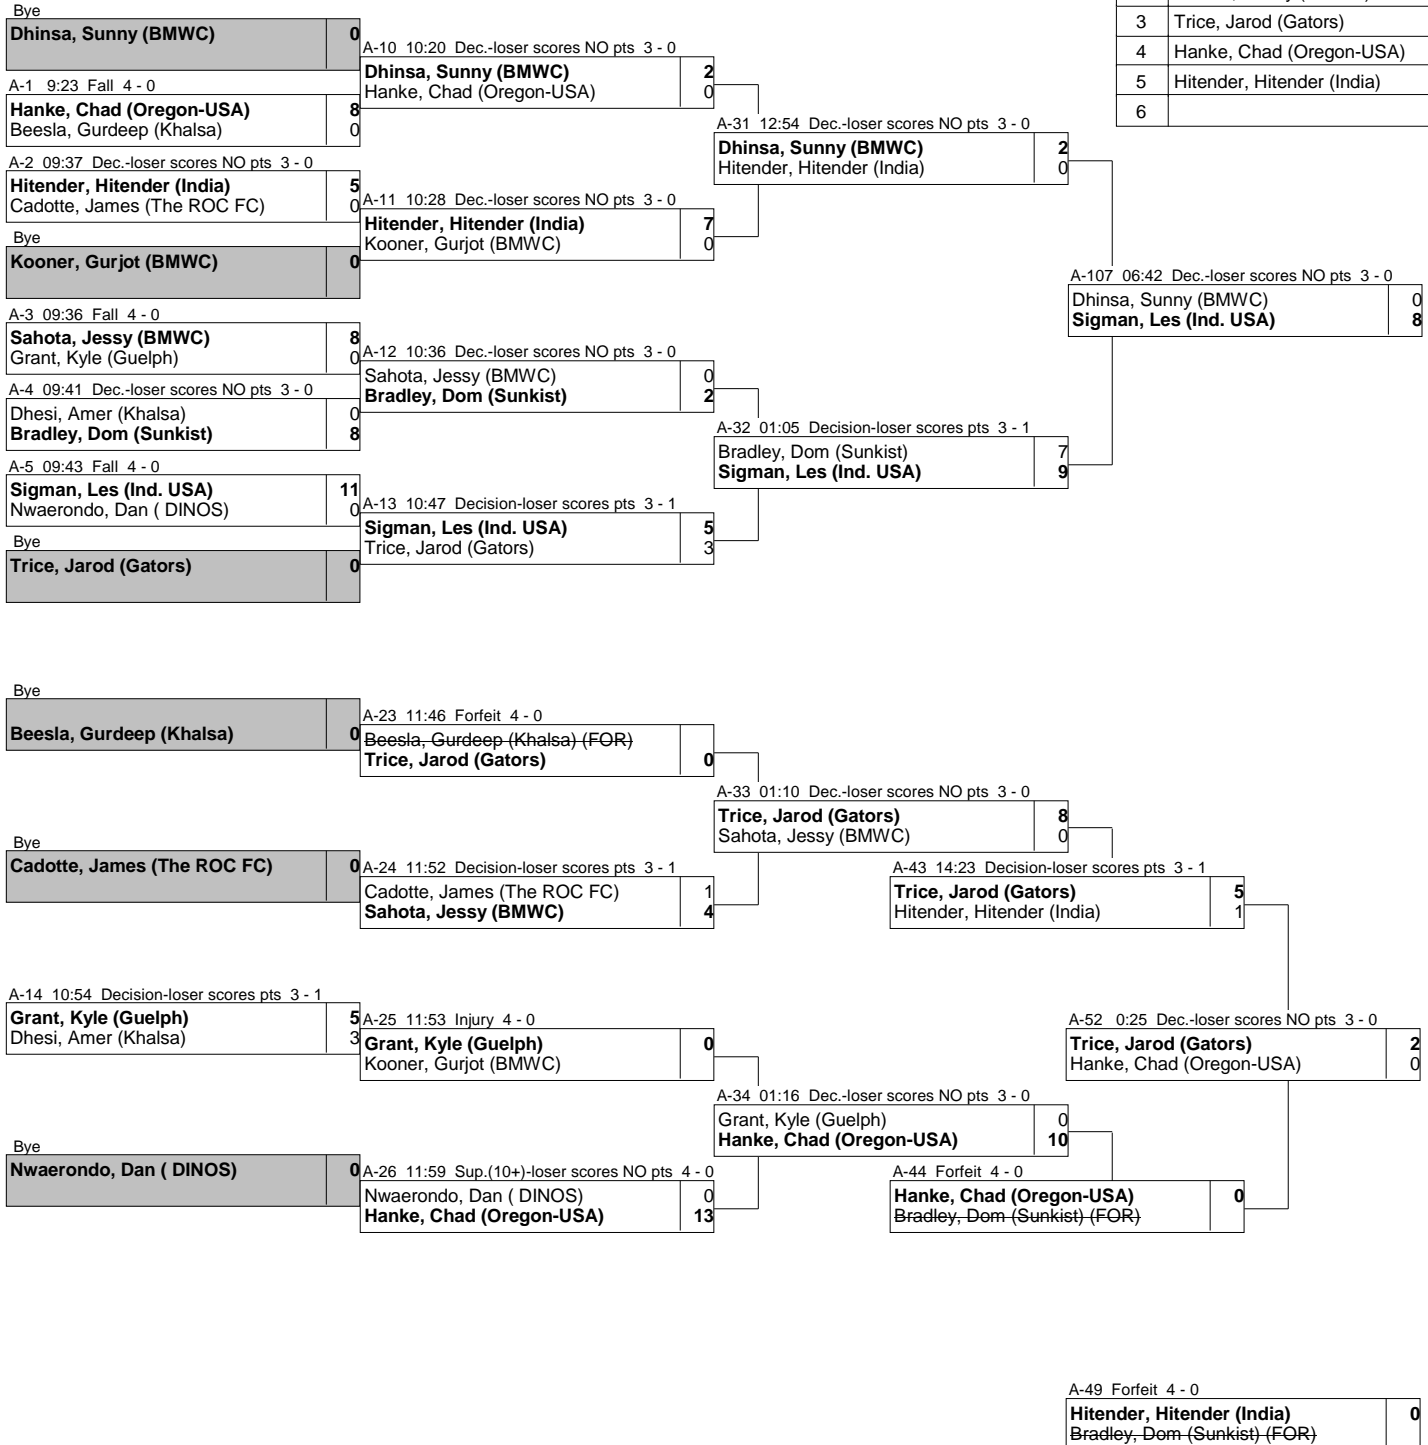 Bye
Dhinsa, Sunny (BMWC) 0
A-1 9:23 Fall 4 - 0
Hanke, Chad (Oregon-USA) 8
Beesla, Gurdeep (Khalsa) 0
A-2 09:37 Dec.-loser scores NO pts 3 - 0
Hitender, Hitender (India) 5
Cadotte, James (The ROC FC) 0
Bye
Kooner, Gurjot (BMWC) 0
A-3 09:36 Fall 4 - 0
Sahota, Jessy (BMWC) 8
Grant, Kyle (Guelph) 0
A-4 09:41 Dec.-loser scores NO pts 3 - 0
Dhesi, Amer (Khalsa) 0
Bradley, Dom (Sunkist) 8
A-5 09:43 Fall 4 - 0
Sigman, Les (Ind. USA) 11
Nwaerondo, Dan ( DINOS) 0
Bye
Trice, Jarod (Gators) 0
A-10 10:20 Dec.-loser scores NO pts 3 - 0
Dhinsa, Sunny (BMWC) 2
Hanke, Chad (Oregon-USA) 0
A-11 10:28 Dec.-loser scores NO pts 3 - 0
Hitender, Hitender (India) 7
Kooner, Gurjot (BMWC) 0
A-12 10:36 Dec.-loser scores NO pts 3 - 0
Sahota, Jessy (BMWC) 0
Bradley, Dom (Sunkist) 2
A-13 10:47 Decision-loser scores pts 3 - 1
Sigman, Les (Ind. USA) 5
Trice, Jarod (Gators) 3
A-31 12:54 Dec.-loser scores NO pts 3 - 0
Dhinsa, Sunny (BMWC) 2
Hitender, Hitender (India) 0
A-32 01:05 Decision-loser scores pts 3 - 1
Bradley, Dom (Sunkist) 7
Sigman, Les (Ind. USA) 9
3 Trice, Jarod (Gators)
4 Hanke, Chad (Oregon-USA)
5 Hitender, Hitender (India)
6
A-107 06:42 Dec.-loser scores NO pts 3 - 0
Dhinsa, Sunny (BMWC) 0
Sigman, Les (Ind. USA) 8
Bye
Beesla, Gurdeep (Khalsa) 0
Bye
Cadotte, James (The ROC FC) 0
A-14 10:54 Decision-loser scores pts 3 - 1
Grant, Kyle (Guelph) 5
Dhesi, Amer (Khalsa) 3
Bye
Nwaerondo, Dan ( DINOS) 0
A-23 11:46 Forfeit 4 - 0
Beesla, Gurdeep (Khalsa) (FOR)
Trice, Jarod (Gators) 0
A-24 11:52 Decision-loser scores pts 3 - 1
Cadotte, James (The ROC FC) 1
Sahota, Jessy (BMWC) 4
A-25 11:53 Injury 4 - 0
Grant, Kyle (Guelph) 0
Kooner, Gurjot (BMWC)
A-26 11:59 Sup.(10+)-loser scores NO pts 4 - 0
Nwaerondo, Dan ( DINOS) 0
Hanke, Chad (Oregon-USA) 13
A-33 01:10 Dec.-loser scores NO pts 3 - 0
Trice, Jarod (Gators) 8
Sahota, Jessy (BMWC) 0
A-34 01:16 Dec.-loser scores NO pts 3 - 0
Grant, Kyle (Guelph) 0
Hanke, Chad (Oregon-USA) 10
A-43 14:23 Decision-loser scores pts 3 - 1
Trice, Jarod (Gators) 5
Hitender, Hitender (India) 1
A-44 Forfeit 4 - 0
Hanke, Chad (Oregon-USA) 0
Bradley, Dom (Sunkist) (FOR)
A-52 0:25 Dec.-loser scores NO pts 3 - 0
Trice, Jarod (Gators) 2
Hanke, Chad (Oregon-USA) 0
A-49 Forfeit 4 - 0
Hitender, Hitender (India) 0
Bradley, Dom (Sunkist) (FOR)